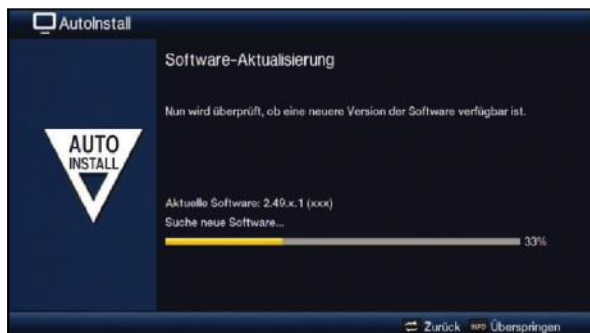 AutoInstall
Software-Aktualisierung
Nun wird überprüft, ob eine neuere Version der Software verfügbar ist.
AUTO
INSTALL
Aktuelle Software: 2.49.x.1 (xxx)
Suche neue Software...
33%
Zurück INFO Überspringen